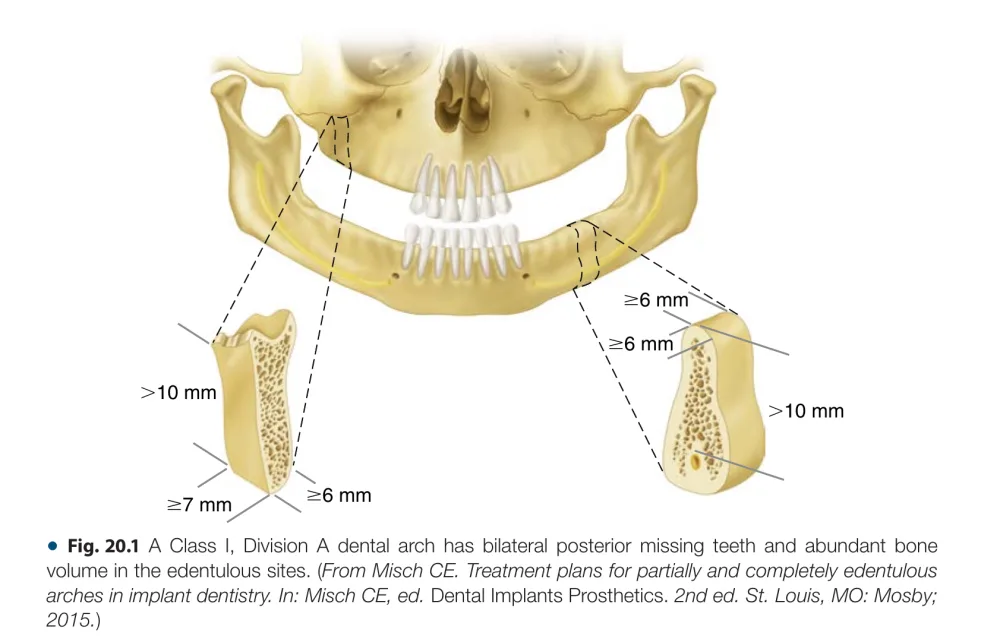 ≥6 mm
≥6 mm
>10 mm
>10 mm
≥7 mm
≥6 mm
• Fig. 20.1 A Class I, Division A dental arch has bilateral posterior missing teeth and abundant bone
volume in the edentulous sites. (From Misch CE. Treatment plans for partially and completely edentulous
arches in implant dentistry. In: Misch CE, ed. Dental Implants Prosthetics. 2nd ed. St. Louis, MO: Mosby;
2015.)